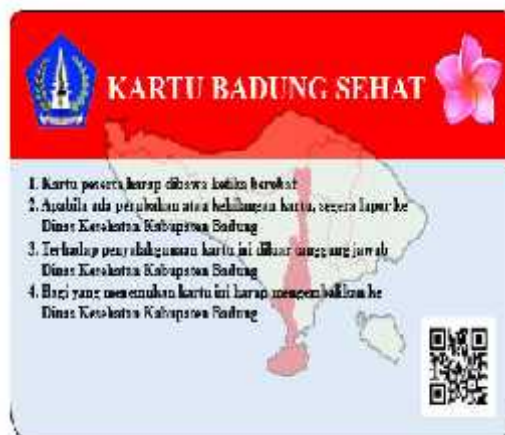 KARTU BADUNG SEHAT
1. Kartu peserta harap dibawa ketika berobat
2. Apabila ada perubahan atau kehilangan kartu, segera lapor ke
Dinas Kesehatan Kabupaten Badung
3. Terhadap penyalahgunaan kartu ini diluar tanggung jawab
Dinas Kesehatan Kabupaten Badung
4. Bagi yang menemukan kartu ini harap mengembalikan ke
Dinas Kesehatan Kabupaten Badung